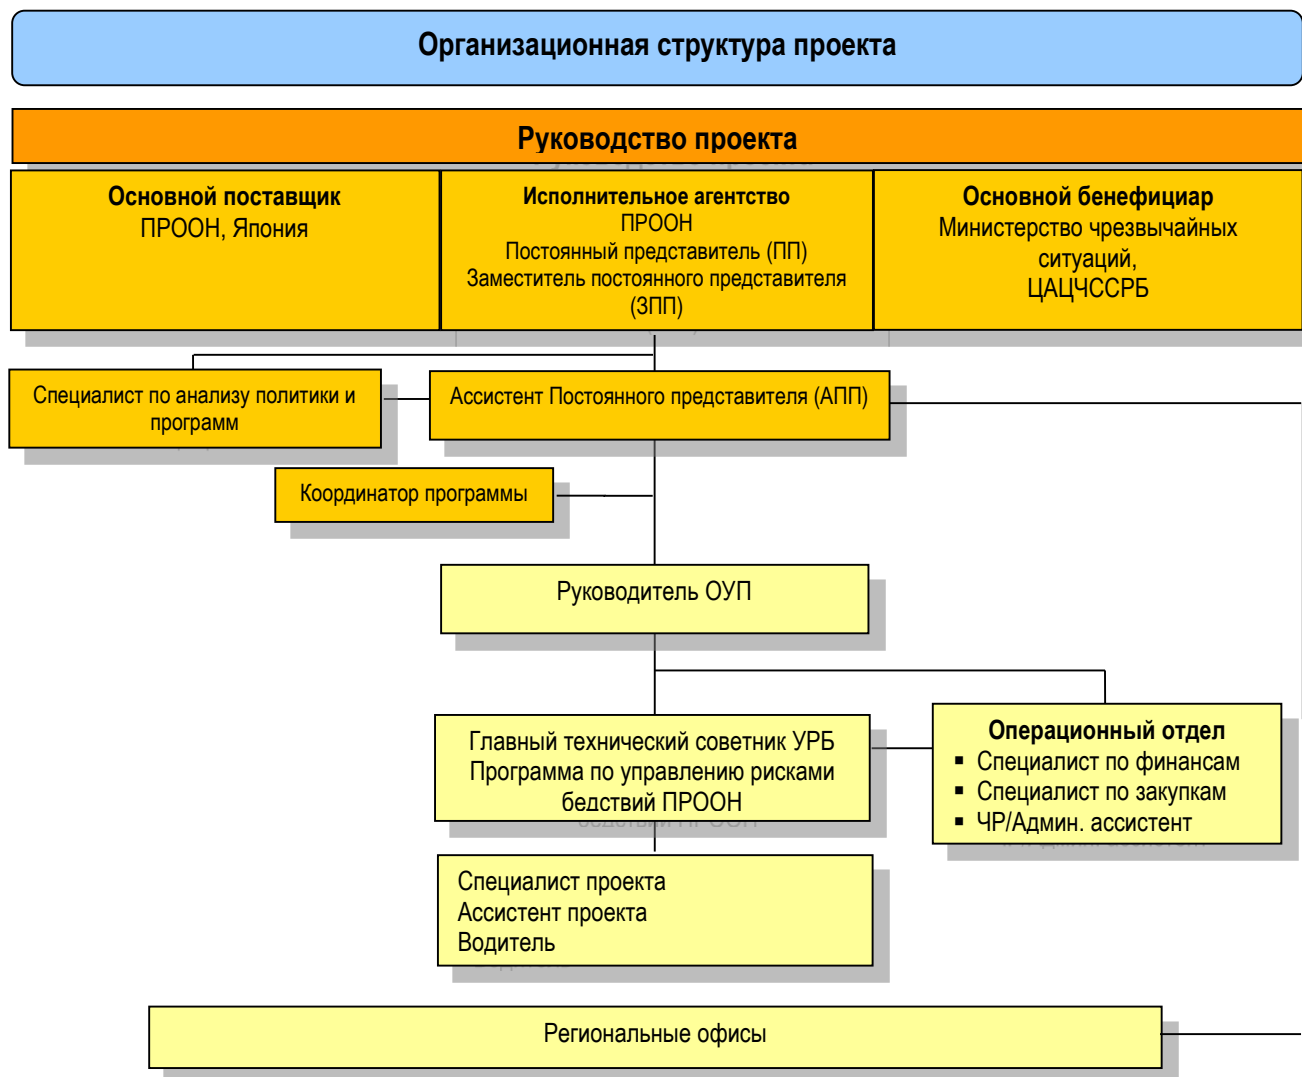 Организационная структура проекта
Руководство проекта
Основной поставщик
ПРООН, Япония
Исполнительное агентство
ПРООН
Постоянный представитель (ПП)
Заместитель постоянного представителя
(ЗПП)
Основной бенефициар
Министерство чрезвычайных
ситуаций,
ЦАЦЧССРБ
Специалист по анализу политики и
программ
Ассистент Постоянного представителя (АПП)
Координатор программы
Руководитель ОУП
Главный технический советник УРБ
Программа по управлению рисками
бедствий ПРООН
Операционный отдел
▪ Специалист по финансам
▪ Специалист по закупкам
▪ ЧР/Админ. ассистент
Специалист проекта
Ассистент проекта
Водитель
Региональные офисы